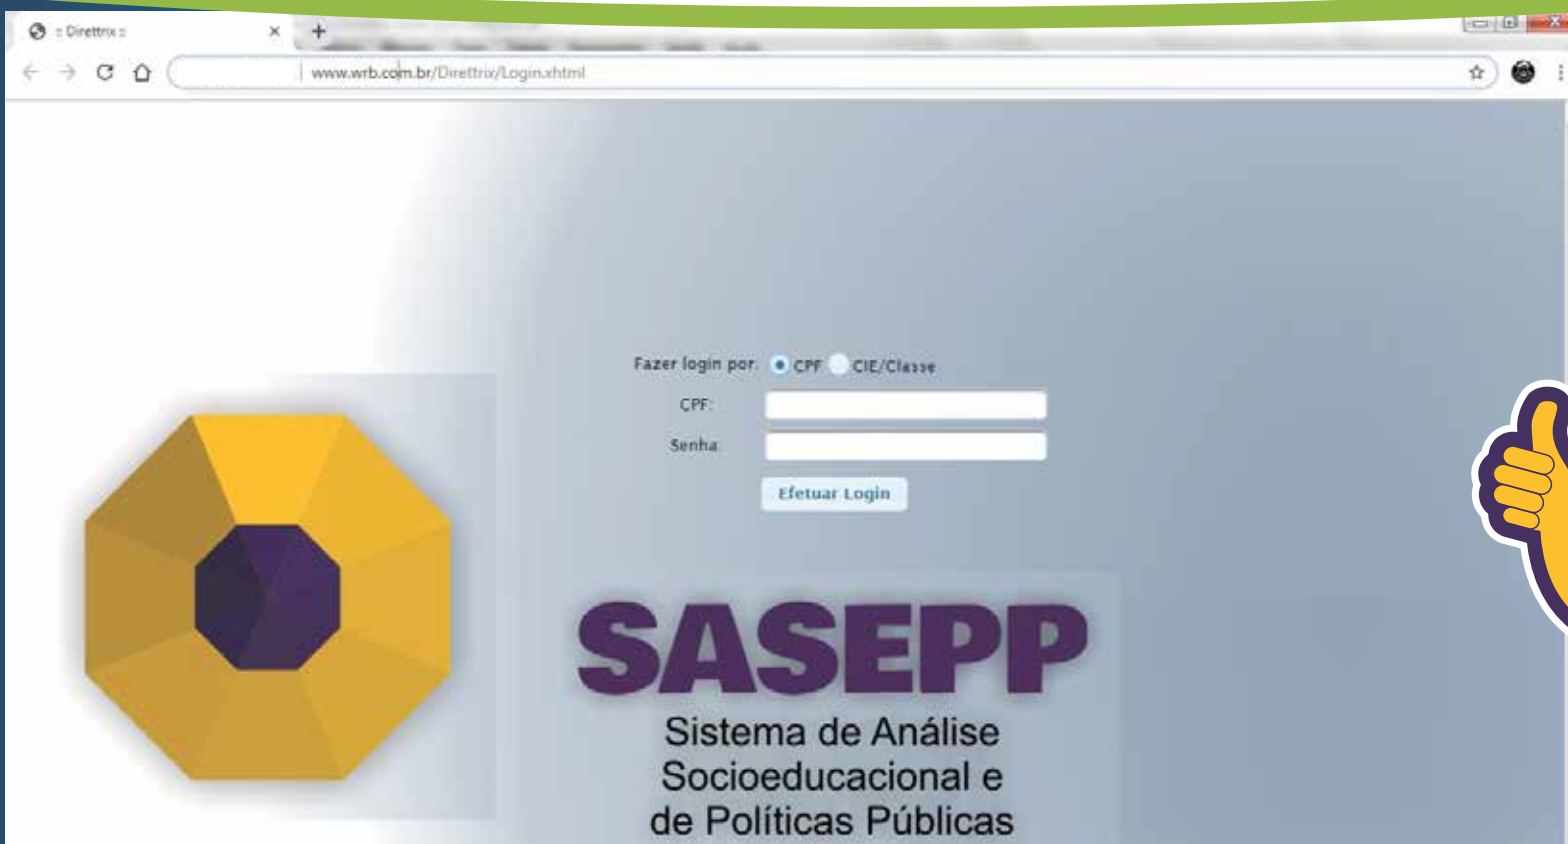 :: Direttrix ::
www.wrb.com.br/Direttrix/Login.xhtml
Fazer login por: CPF CIE/Classe
CPF:
Senha:
Efetuar Login
SASEPP
Sistema de Análise
Socioeducacional e
de Políticas Públicas